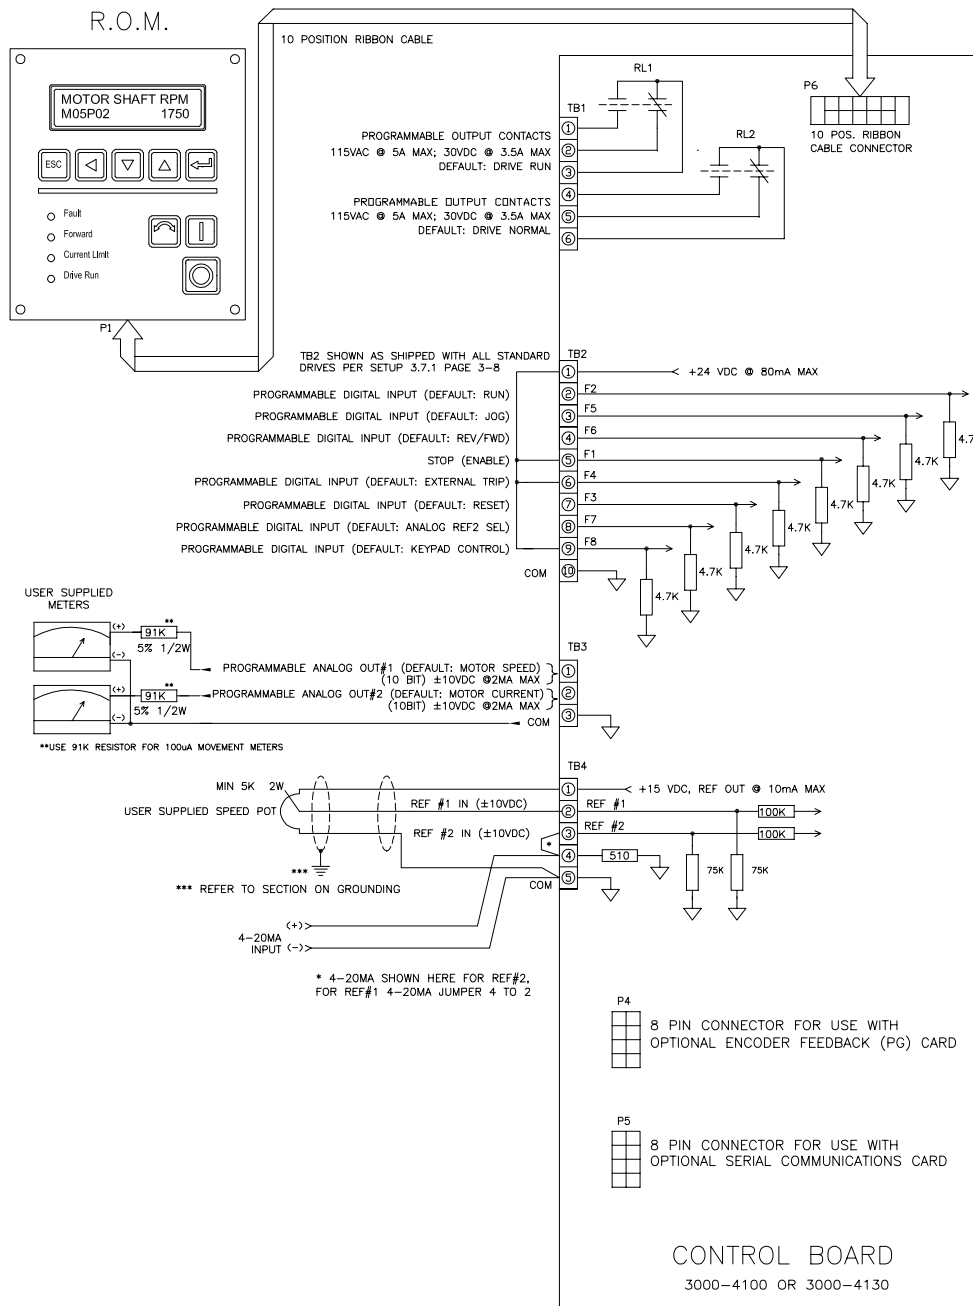 R.O.M.
10 POSITION RIBBON CABLE
MOTOR SHAFT RPM
M05P02 1750
ESC
Fault
Forward
Current Limit
Drive Run
P1
RL1
TB1
PROGRAMMABLE OUTPUT CONTACTS
115VAC @ 5A MAX; 30VDC @ 3.5A MAX
DEFAULT: DRIVE RUN
PROGRAMMABLE OUTPUT CONTACTS
115VAC @ 5A MAX; 30VDC @ 3.5A MAX
DEFAULT: DRIVE NORMAL
1
2
3
4
5
6
RL2
P6
10 POS. RIBBON
CABLE CONNECTOR
TB2 SHOWN AS SHIPPED WITH ALL STANDARD
DRIVES PER SETUP 3.7.1 PAGE 3-8
TB2
1 +24 VDC @ 80mA MAX
PROGRAMMABLE DIGITAL INPUT (DEFAULT: RUN) 2 F2
PROGRAMMABLE DIGITAL INPUT (DEFAULT: JOG) 3 F5
PROGRAMMABLE DIGITAL INPUT (DEFAULT: REV/FWD) 4 F6 4.7
STOP (ENABLE) 5 F1 4.7K
PROGRAMMABLE DIGITAL INPUT (DEFAULT: EXTERNAL TRIP) 6 F4 4.7K
PROGRAMMABLE DIGITAL INPUT (DEFAULT: RESET) 7 F3 4.7K
PROGRAMMABLE DIGITAL INPUT (DEFAULT: ANALOG REF2 SEL) 8 F7 4.7K
PROGRAMMABLE DIGITAL INPUT (DEFAULT: KEYPAD CONTROL) 9 F8 4.7K
COM 10 4.7K
4.7K
USER SUPPLIED
METERS
(+) 91K **
(-) 5% 1/2W
(+) 91K **
(-) 5% 1/2W
TB3
PROGRAMMABLE ANALOG OUT#1 (DEFAULT: MOTOR SPEED) 1
(10 BIT) ±10VDC @2MA MAX
PROGRAMMABLE ANALOG OUT#2 (DEFAULT: MOTOR CURRENT) 2
(10BIT) ±10VDC @2MA MAX
COM 3
**USE 91K RESISTOR FOR 100uA MOVEMENT METERS
TB4
MIN 5K 2W 1 +15 VDC, REF OUT @ 10mA MAX
USER SUPPLIED SPEED POT REF #1 IN (±10VDC) 2 REF #1 100K
REF #2 IN (±10VDC) 3 REF #2 100K
* 4 510
75K 75K
COM 5
***
*** REFER TO SECTION ON GROUNDING
(+)
4-20MA
INPUT (-)
* 4-20MA SHOWN HERE FOR REF#2,
FOR REF#1 4-20MA JUMPER 4 TO 2
P4
8 PIN CONNECTOR FOR USE WITH
OPTIONAL ENCODER FEEDBACK (PG) CARD
P5
8 PIN CONNECTOR FOR USE WITH
OPTIONAL SERIAL COMMUNICATIONS CARD
CONTROL BOARD
3000-4100 OR 3000-4130